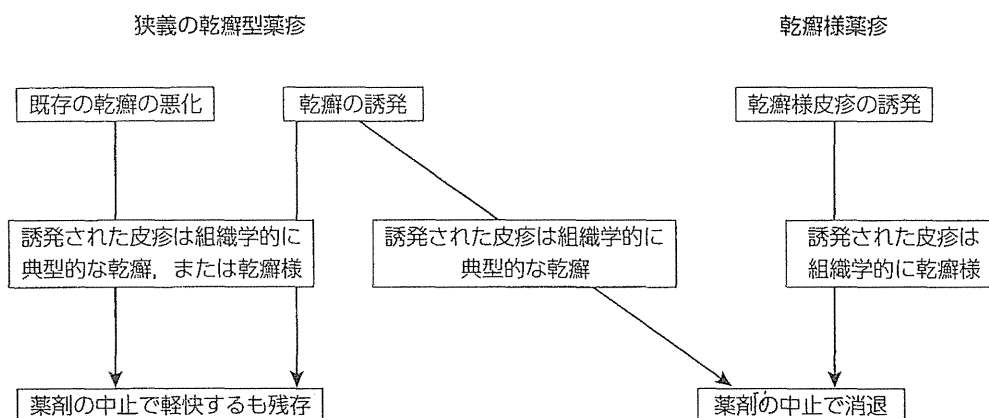 狭義の乾癬型薬疹
乾癬様薬疹
既存の乾癬の悪化
乾癬の誘発
乾癬様皮疹の誘発
誘発された皮疹は組織学的に
典型的な乾癬，または乾癬様
誘発された皮疹は組織学的に
典型的な乾癬
誘発された皮疹は
組織学的に乾癬様
薬剤の中止で軽快するも残存
薬剤の中止で消退